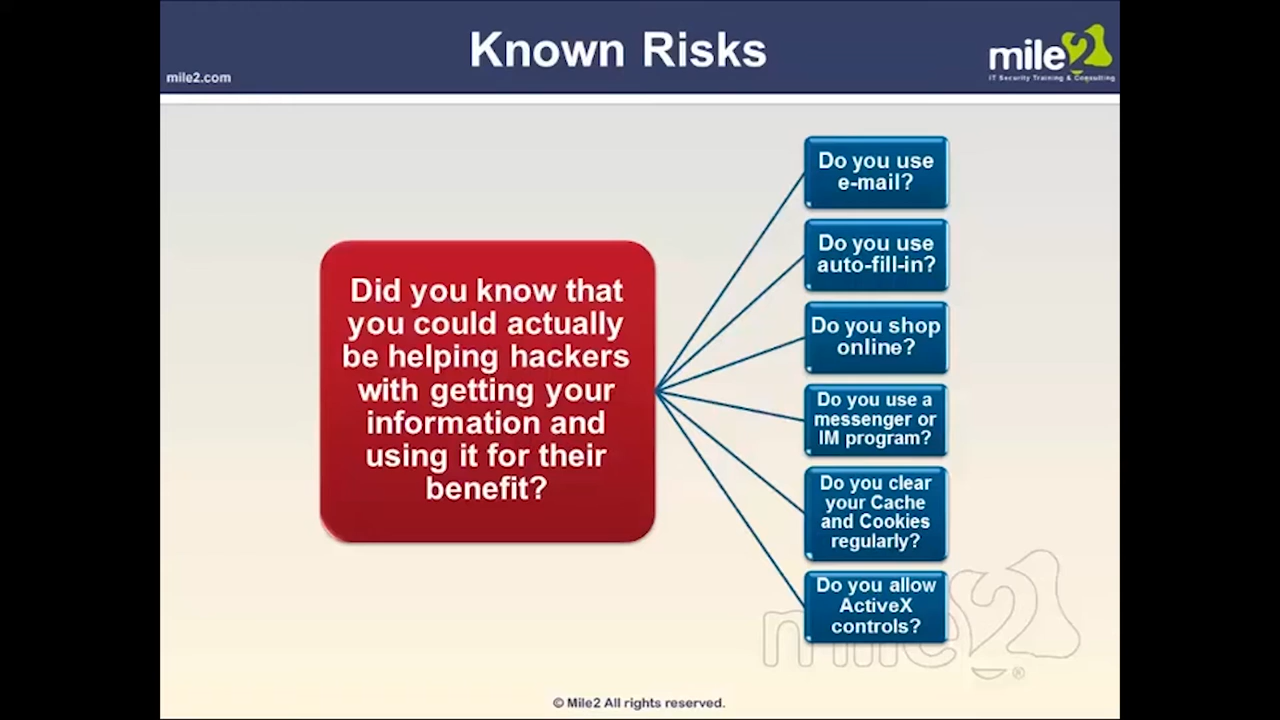 Known Risks
mile2.com
mile2
IT Security Training & Consulting
Did you know that
you could actually
be helping hackers
with getting your
information and
using it for their
benefit?
Do you use
e-mail?
Do you use
auto-fill-in?
Do you shop
online?
Do you use a
messenger or
IM program?
Do you clear
your Cache
and Cookies
regularly?
Do you allow
ActiveX
controls?
mile2®
© Mile2 All rights reserved.